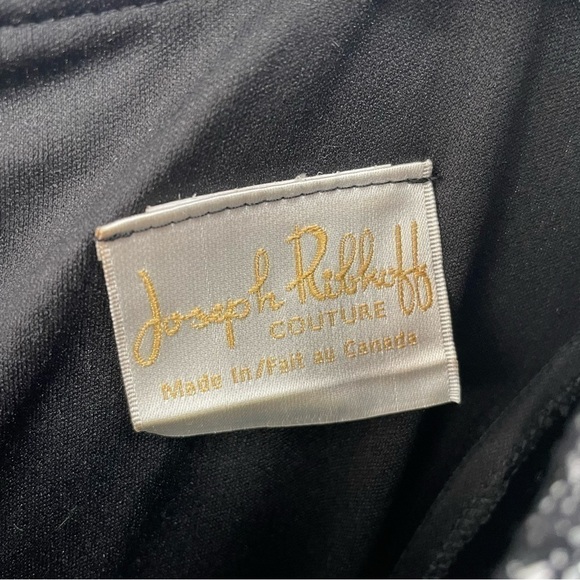 Joseph Ribkoff
COUTURE
Made In/Fait au Canada